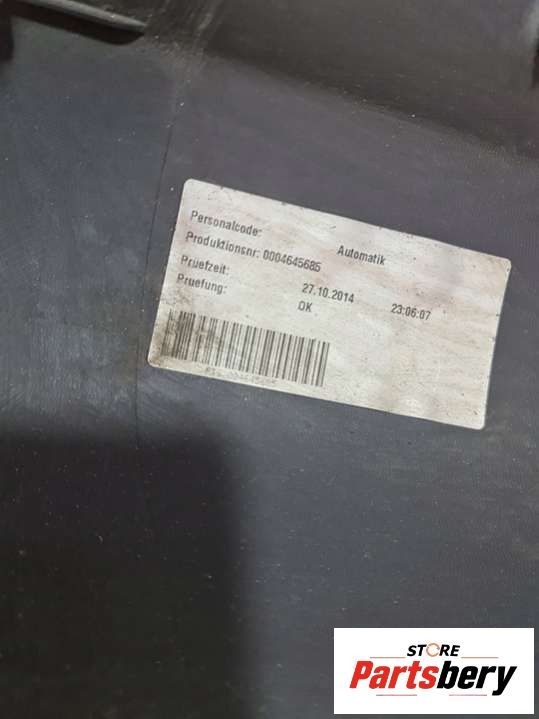 Personalcode: Automatik
Produktionsnr: 0004645685
Pruefzeit: 27.10.2014 23:06:07
Pruefung: OK
STORE
Partsbery